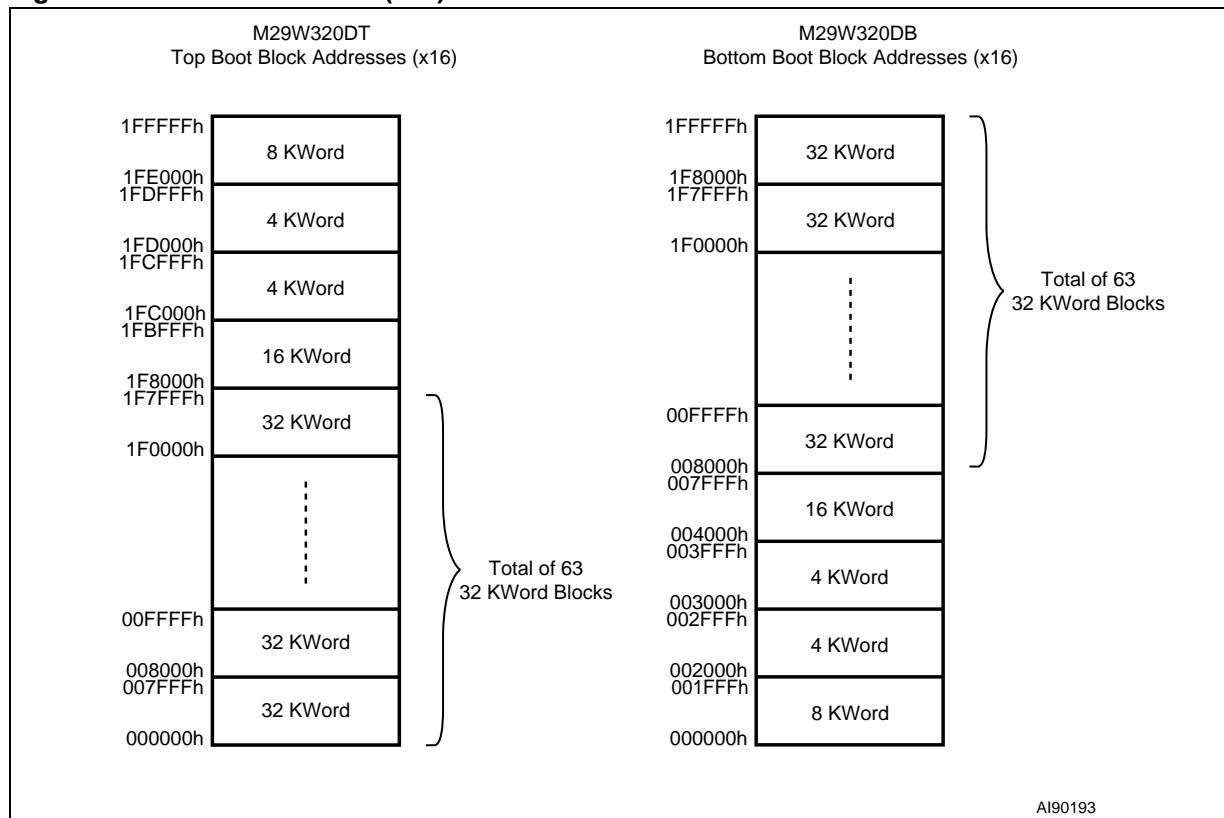 M29W320DT
Top Boot Block Addresses (x16)
1FFFFFh
8 KWord
1FE000h
1FDFFFh
4 KWord
1FD000h
1FCFFFh
4 KWord
1FC000h
1FBFFFh
16 KWord
1F8000h
1F7FFFh
32 KWord
1F0000h
Total of 63
32 KWord Blocks
00FFFFh
32 KWord
008000h
007FFFh
32 KWord
000000h
M29W320DB
Bottom Boot Block Addresses (x16)
1FFFFFh
32 KWord
1F8000h
1F7FFFh
32 KWord
1F0000h
Total of 63
32 KWord Blocks
00FFFFh
32 KWord
008000h
007FFFh
16 KWord
004000h
003FFFh
4 KWord
003000h
002FFFh
4 KWord
002000h
001FFFh
8 KWord
000000h
AI90193